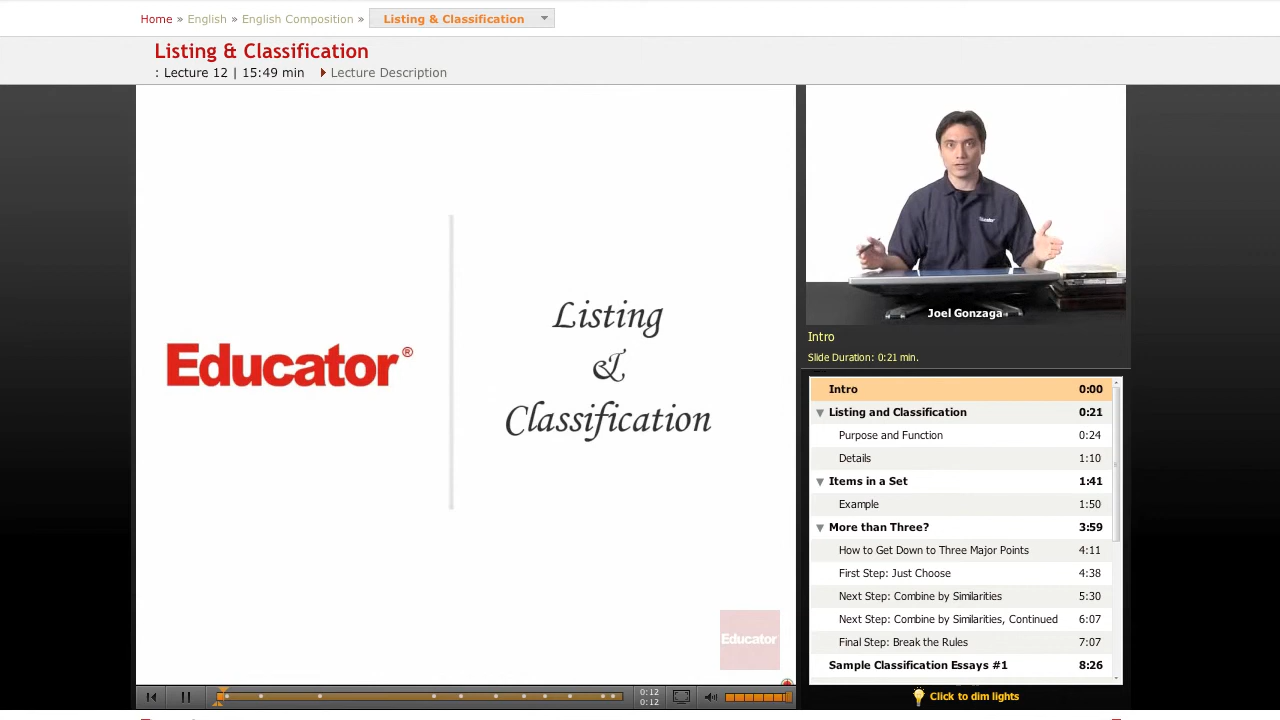 Home » English » English Composition » Listing & Classification
Listing & Classification
: Lecture 12 | 15:49 min Lecture Description
Educator®
Listing
&
Classification
Educator
Educator
Joel Gonzaga
Intro
Slide Duration: 0:21 min.
Intro 0:00
Listing and Classification 0:21
Purpose and Function 0:24
Details 1:10
Items in a Set 1:41
Example 1:50
More than Three? 3:59
How to Get Down to Three Major Points 4:11
First Step: Just Choose 4:38
Next Step: Combine by Similarities 5:30
Next Step: Combine by Similarities, Continued 6:07
Final Step: Break the Rules 7:07
Sample Classification Essays #1 8:26
0:12
0:12
Click to dim lights